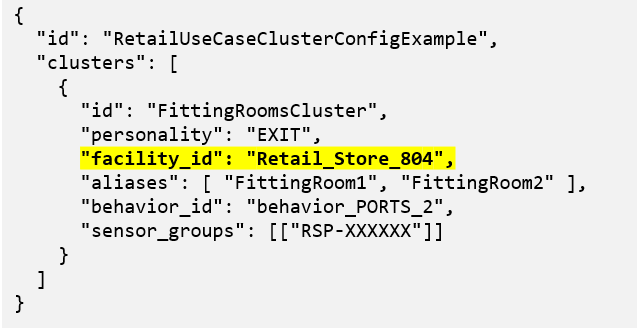 {
"id": "RetailUseCaseClusterConfigExample",
"clusters": [
{
"id": "FittingRoomsCluster",
"personality": "EXIT",
"facility_id": "Retail_Store_804",
"aliases": [ "FittingRoom1", "FittingRoom2" ],
"behavior_id": "behavior_PORTS_2",
"sensor_groups": [["RSP-XXXXXX"]]
}
]
}